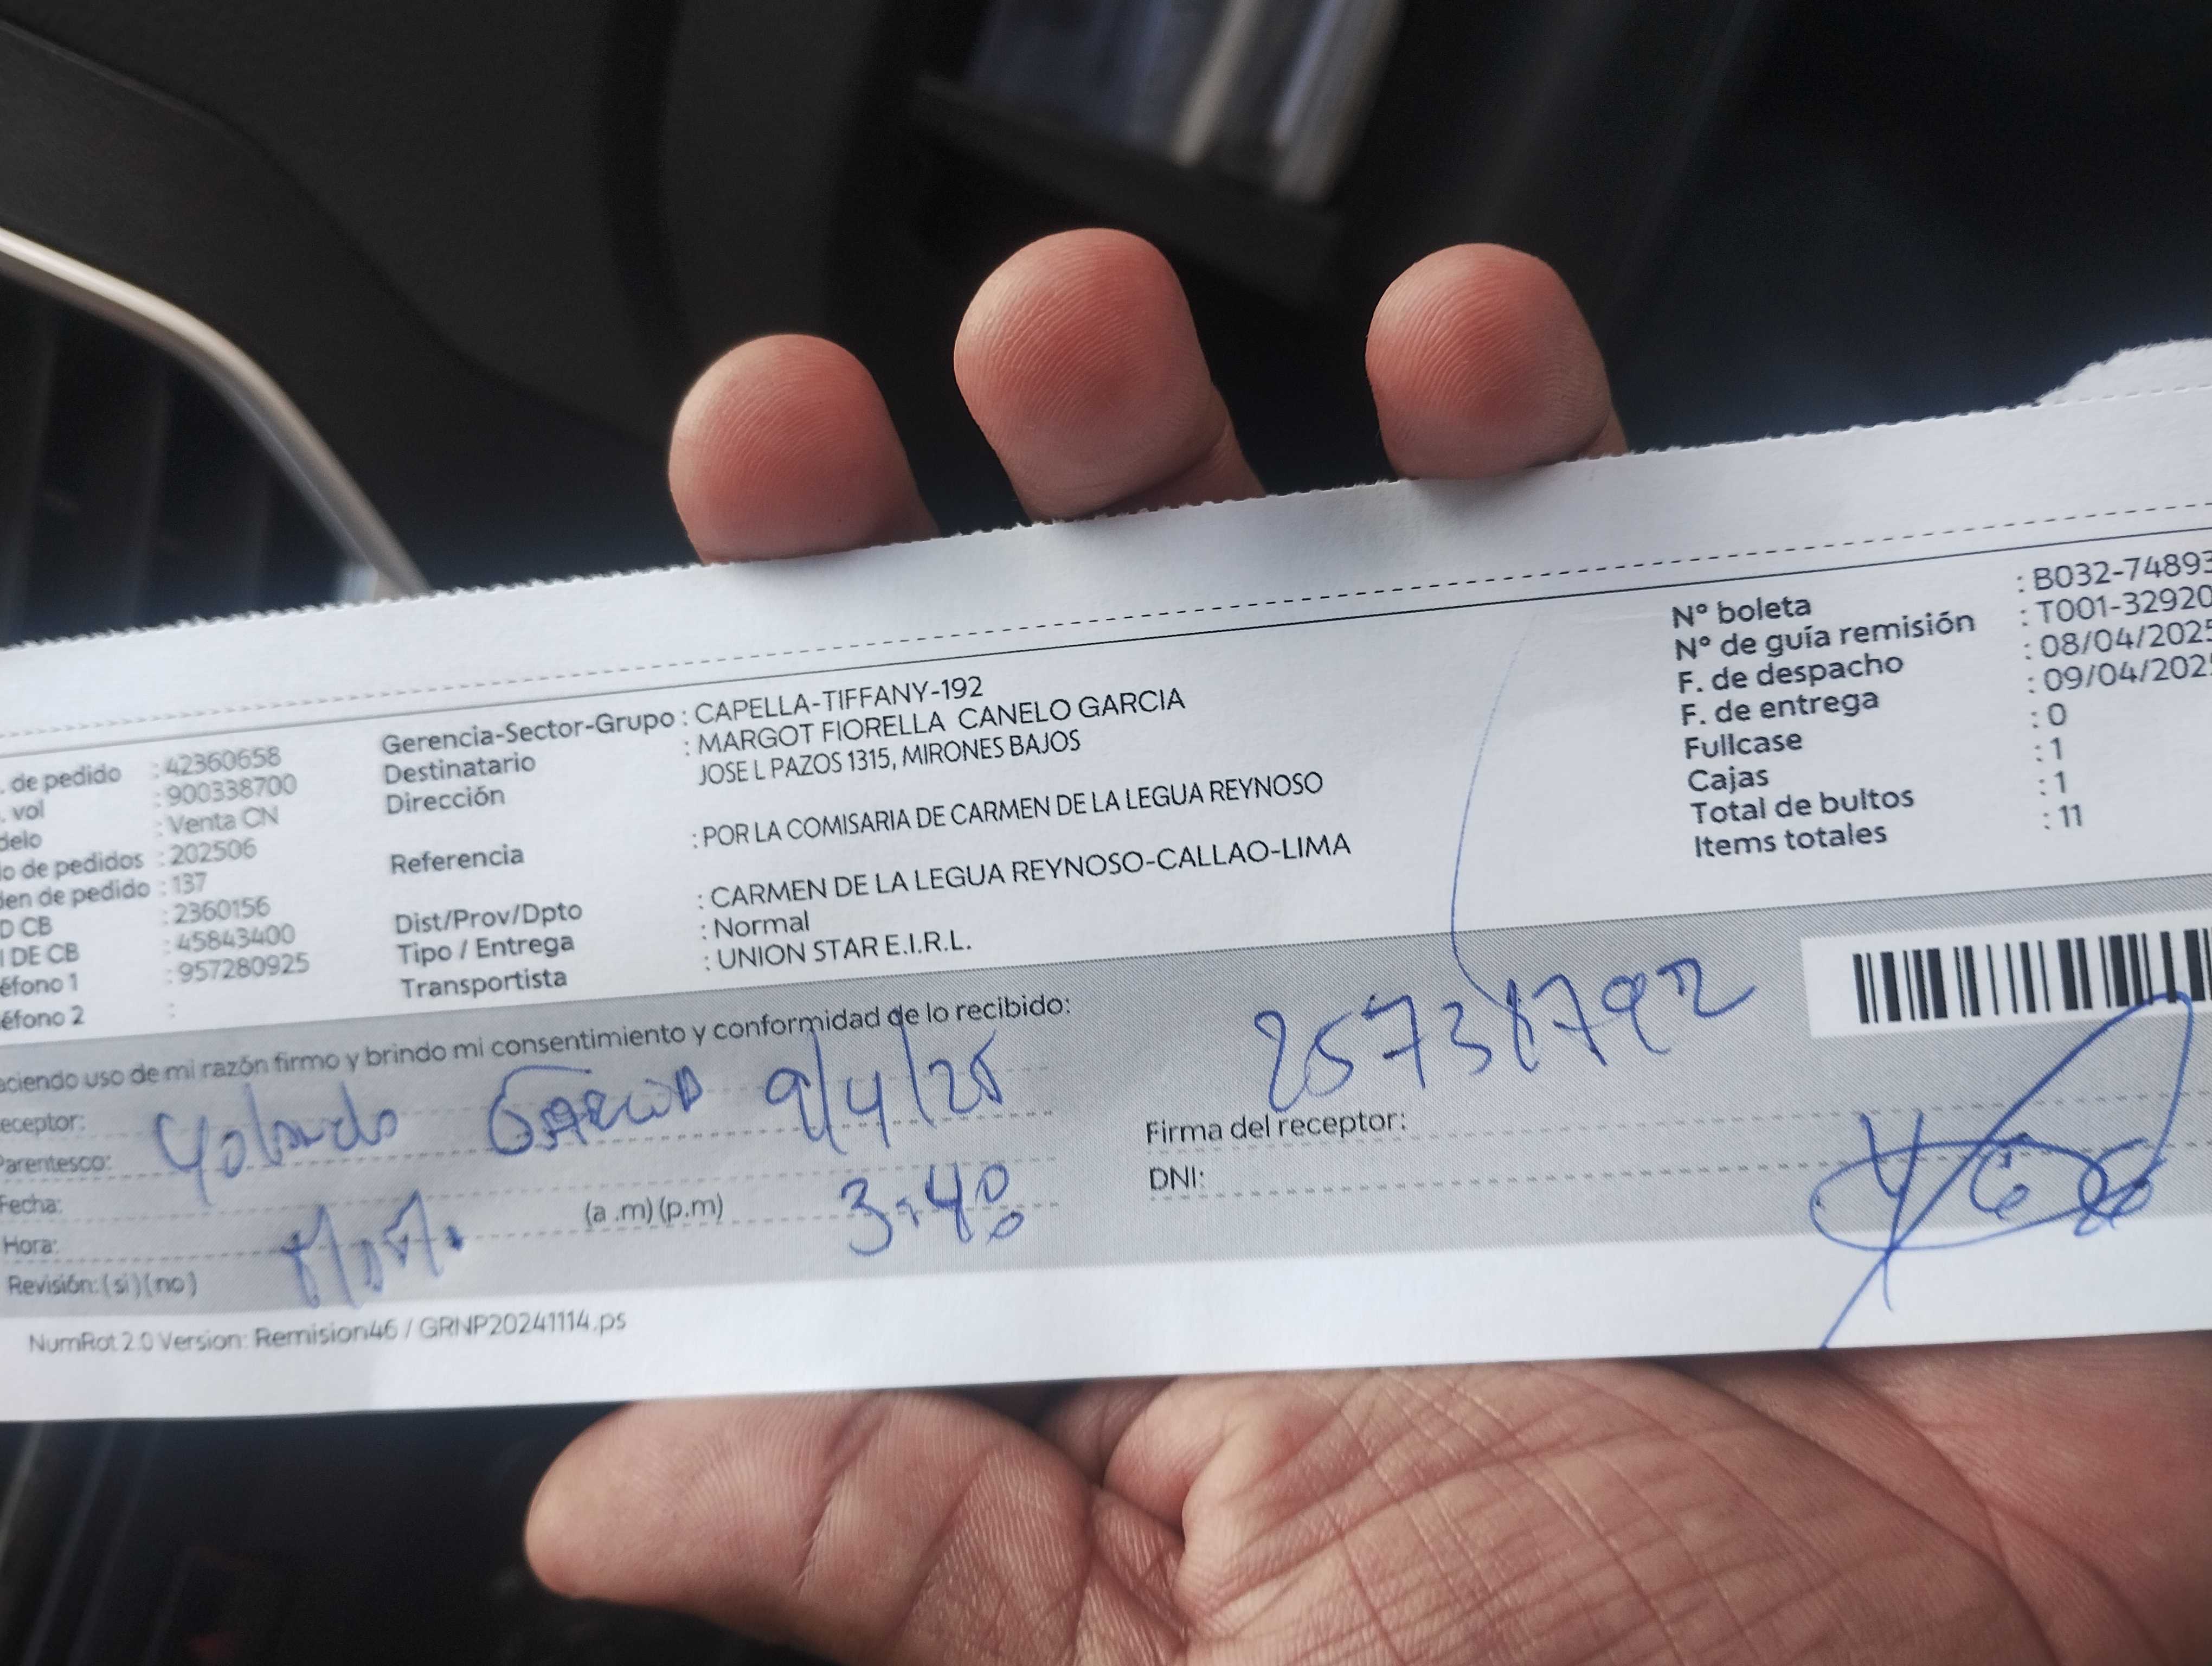 . de pedido : 42360658
. vol : 900338700
delo : Venta CN
o de pedidos : 202506
den de pedido : 137
D CB : 2360156
I DE CB : 45843400
éfono 1 : 957280925
éfono 2 :
Gerencia-Sector-Grupo : CAPELLA-TIFFANY-192
Destinatario : MARGOT FIORELLA CANELO GARCIA
Dirección JOSE L PAZOS 1315, MIRONES BAJOS
Referencia : POR LA COMISARIA DE CARMEN DE LA LEGUA REYNOSO
Dist/Prov/Dpto : CARMEN DE LA LEGUA REYNOSO-CALLAO-LIMA
Tipo / Entrega : Normal
Transportista : UNION STAR E.I.R.L.
N° boleta : B032-74893
N° de guía remisión : T001-32920
F. de despacho : 08/04/2025
F. de entrega : 09/04/202
Fullcase : 0
Cajas : 1
Total de bultos : 1
Items totales : 11
aciendo uso de mi razón firmo y brindo mi consentimiento y conformidad de lo recibido:
eceptor:
Parentesco: Garcia 9/4/25
Fecha:
Hora: (a .m) (p.m) 3:40
Revisión: ( si ) ( no )
Firma del receptor:
DNI:
NumRot 2.0 Version: Remision46 / GRNP20241114.ps